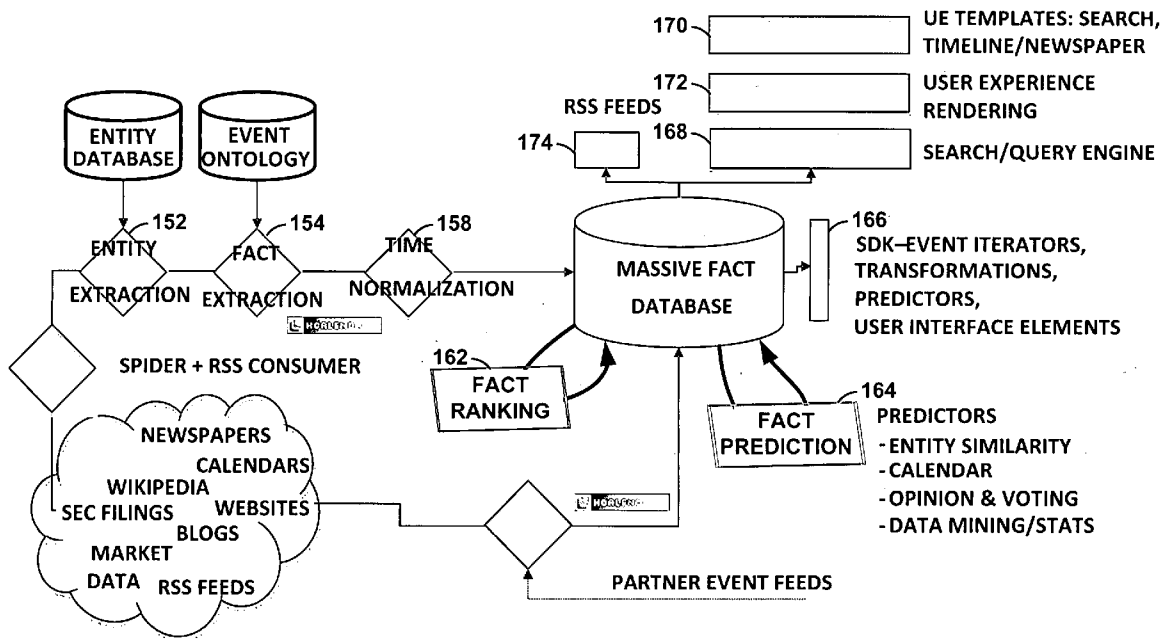 170
UE TEMPLATES: SEARCH,
TIMELINE/NEWSPAPER
172
USER EXPERIENCE
RENDERING
RSS FEEDS
174
168
SEARCH/QUERY ENGINE
ENTITY
DATABASE
EVENT
ONTOLOGY
152
ENTITY
EXTRACTION
154
FACT
EXTRACTION
158
TIME
NORMALIZATION
MASSIVE FACT
DATABASE
166
SDK–EVENT ITERATORS,
TRANSFORMATIONS,
PREDICTORS,
USER INTERFACE ELEMENTS
SPIDER + RSS CONSUMER
162
FACT
RANKING
164
FACT
PREDICTION
PREDICTORS
- ENTITY SIMILARITY
- CALENDAR
- OPINION & VOTING
- DATA MINING/STATS
NEWSPAPERS
CALENDARS
WIKIPEDIA
SEC FILINGS
WEBSITES
BLOGS
MARKET
DATA
RSS FEEDS
PARTNER EVENT FEEDS